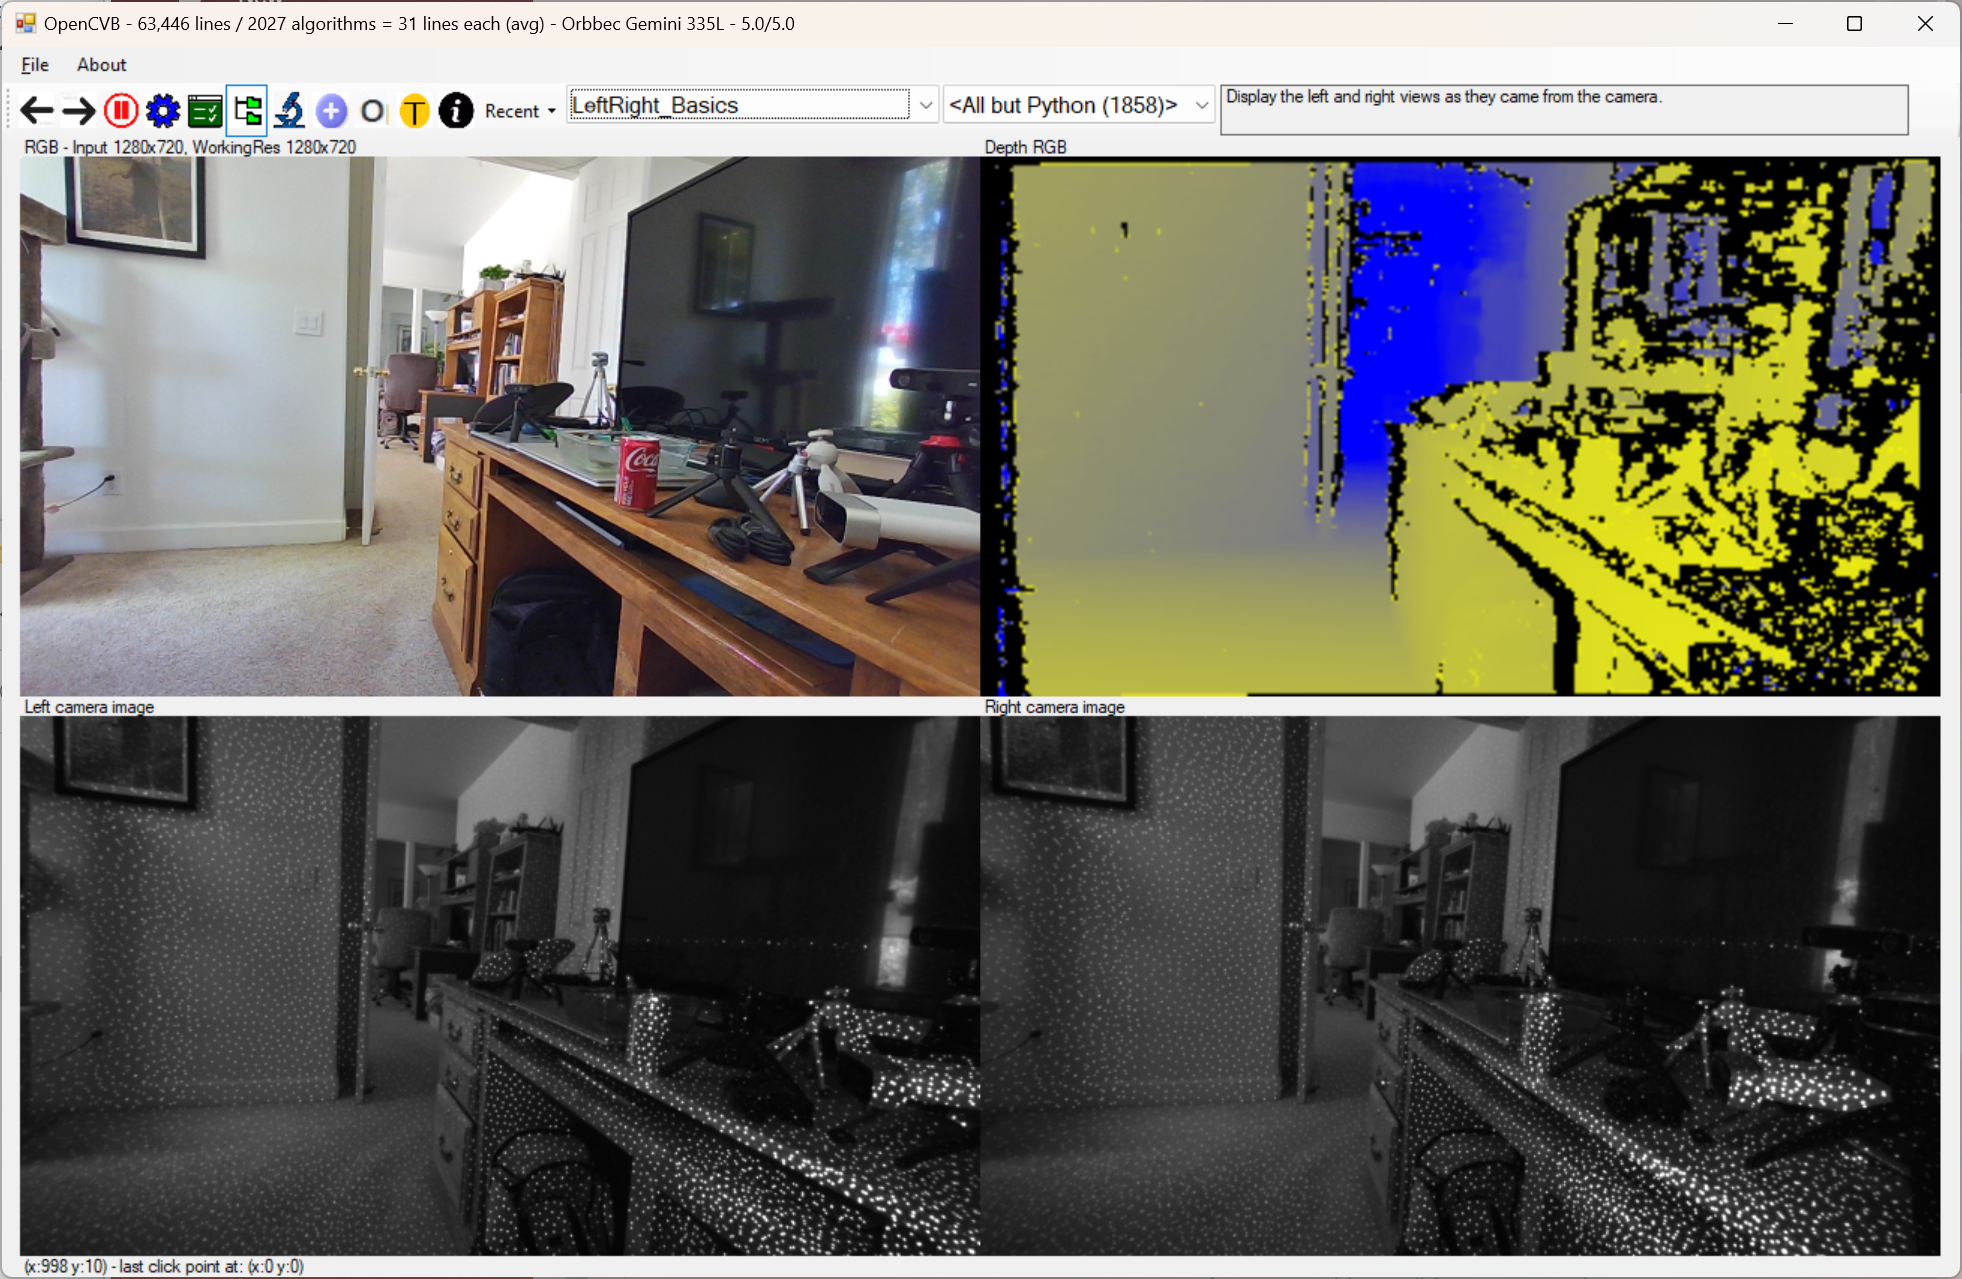 OpenCVB - 63,446 lines / 2027 algorithms = 31 lines each (avg) - Orbbec Gemini 335L - 5.0/5.0
File About
O T i Recent LeftRight_Basics <All but Python (1858)> Display the left and right views as they came from the camera.
RGB - Input 1280x720, WorkingRes 1280x720 Depth RGB
Coca
Left camera image Right camera image
(x:998 y:10) - last click point at: (x:0 y:0)